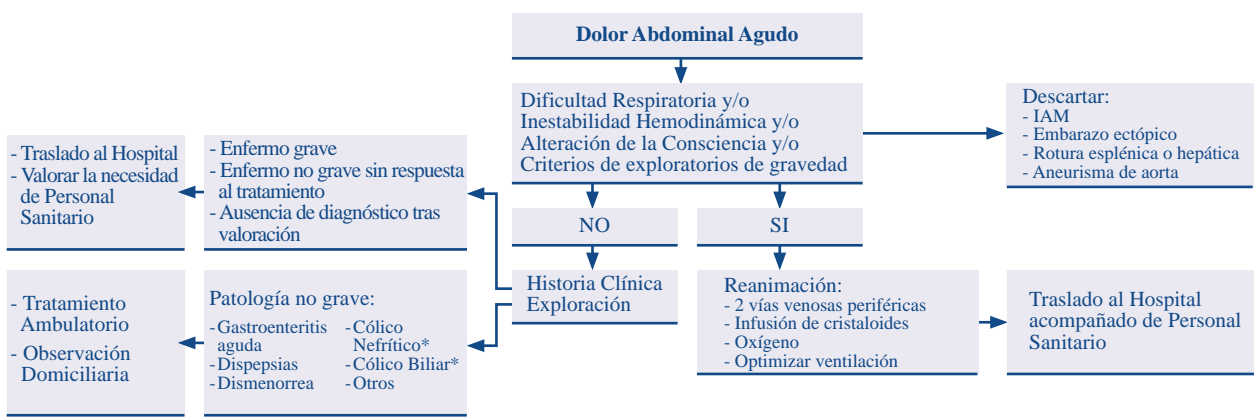 Dolor Abdominal Agudo
Dificultad Respiratoria y/o
Inestabilidad Hemodinámica y/o
Alteración de la Consciencia y/o
Criterios de exploratorios de gravedad
Descartar:
- IAM
- Embarazo ectópico
- Rotura esplénica o hepática
- Aneurisma de aorta
- Traslado al Hospital
- Valorar la necesidad
de Personal
Sanitario
- Enfermo grave
- Enfermo no grave sin respuesta
al tratamiento
- Ausencia de diagnóstico tras
valoración
NO
SI
Historia Clínica
Exploración
Reanimación:
- 2 vías venosas periféricas
- Infusión de cristaloides
- Oxígeno
- Optimizar ventilación
Traslado al Hospital
acompañado de Personal
Sanitario
- Tratamiento
Ambulatorio
- Observación
Domiciliaria
Patología no grave:
- Gastroenteritis
aguda
- Dispepsias
- Dismenorrea
- Cólico
Nefrítico*
- Cólico Biliar*
- Otros